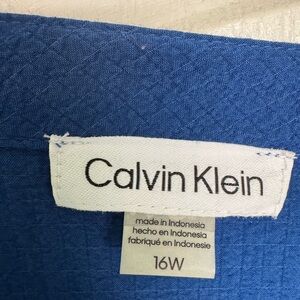 Calvin Klein
made in Indonesia
hecho en Indonesia
fabriqué en Indonesie
16W